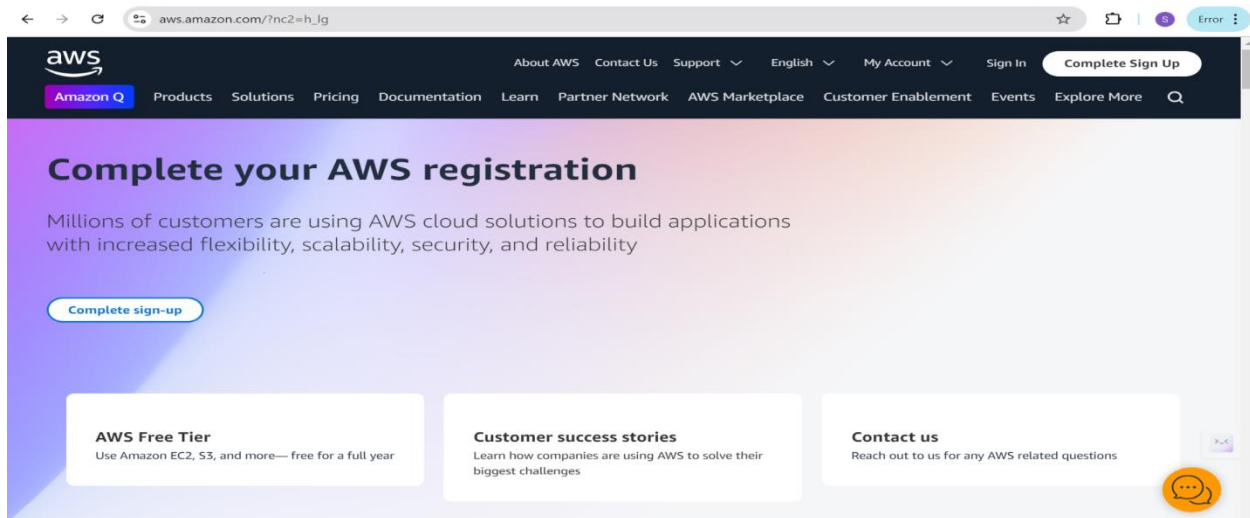 aws.amazon.com/?nc2=h_lg
S
Error
aws
About AWS Contact Us Support English My Account Sign In Complete Sign Up
Amazon Q Products Solutions Pricing Documentation Learn Partner Network AWS Marketplace Customer Enablement Events Explore More
Complete your AWS registration
Millions of customers are using AWS cloud solutions to build applications
with increased flexibility, scalability, security, and reliability
Complete sign-up
AWS Free Tier
Use Amazon EC2, S3, and more— free for a full year
Customer success stories
Learn how companies are using AWS to solve their
biggest challenges
Contact us
Reach out to us for any AWS related questions